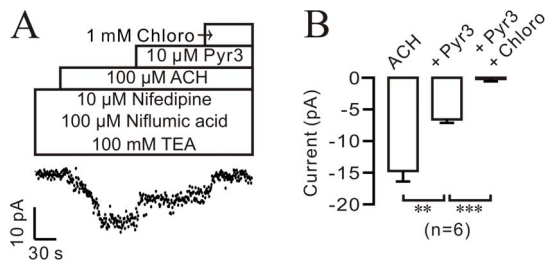 A
1 mM Chloro→
10 µM Pyr3
100 µM ACH
10 µM Nifedipine
100 µM Niflumic acid
100 mM TEA
10 pA
30 s
B
ACH
+ Pyr3
+ Pyr3
+ Chloro
Current (pA)
0
-5
-10
-15
-20
** ***
(n=6)